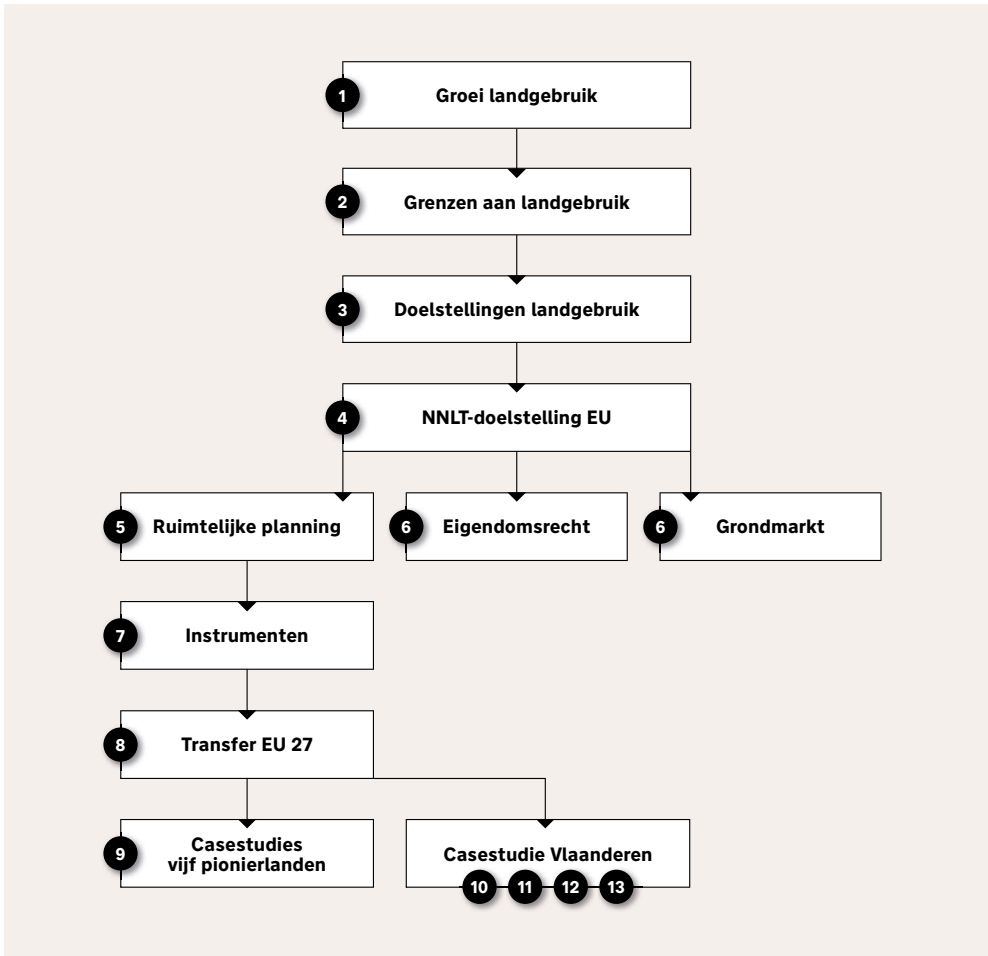 1 Groei landgebruik
2 Grenzen aan landgebruik
3 Doelstellingen landgebruik
4 NNLT-doelstelling EU
5 Ruimtelijke planning
6 Eigendomsrecht
6 Grondmarkt
7 Instrumenten
8 Transfer EU 27
9 Casestudies
vijf pionierlanden
Casestudie Vlaanderen
10 11 12 13